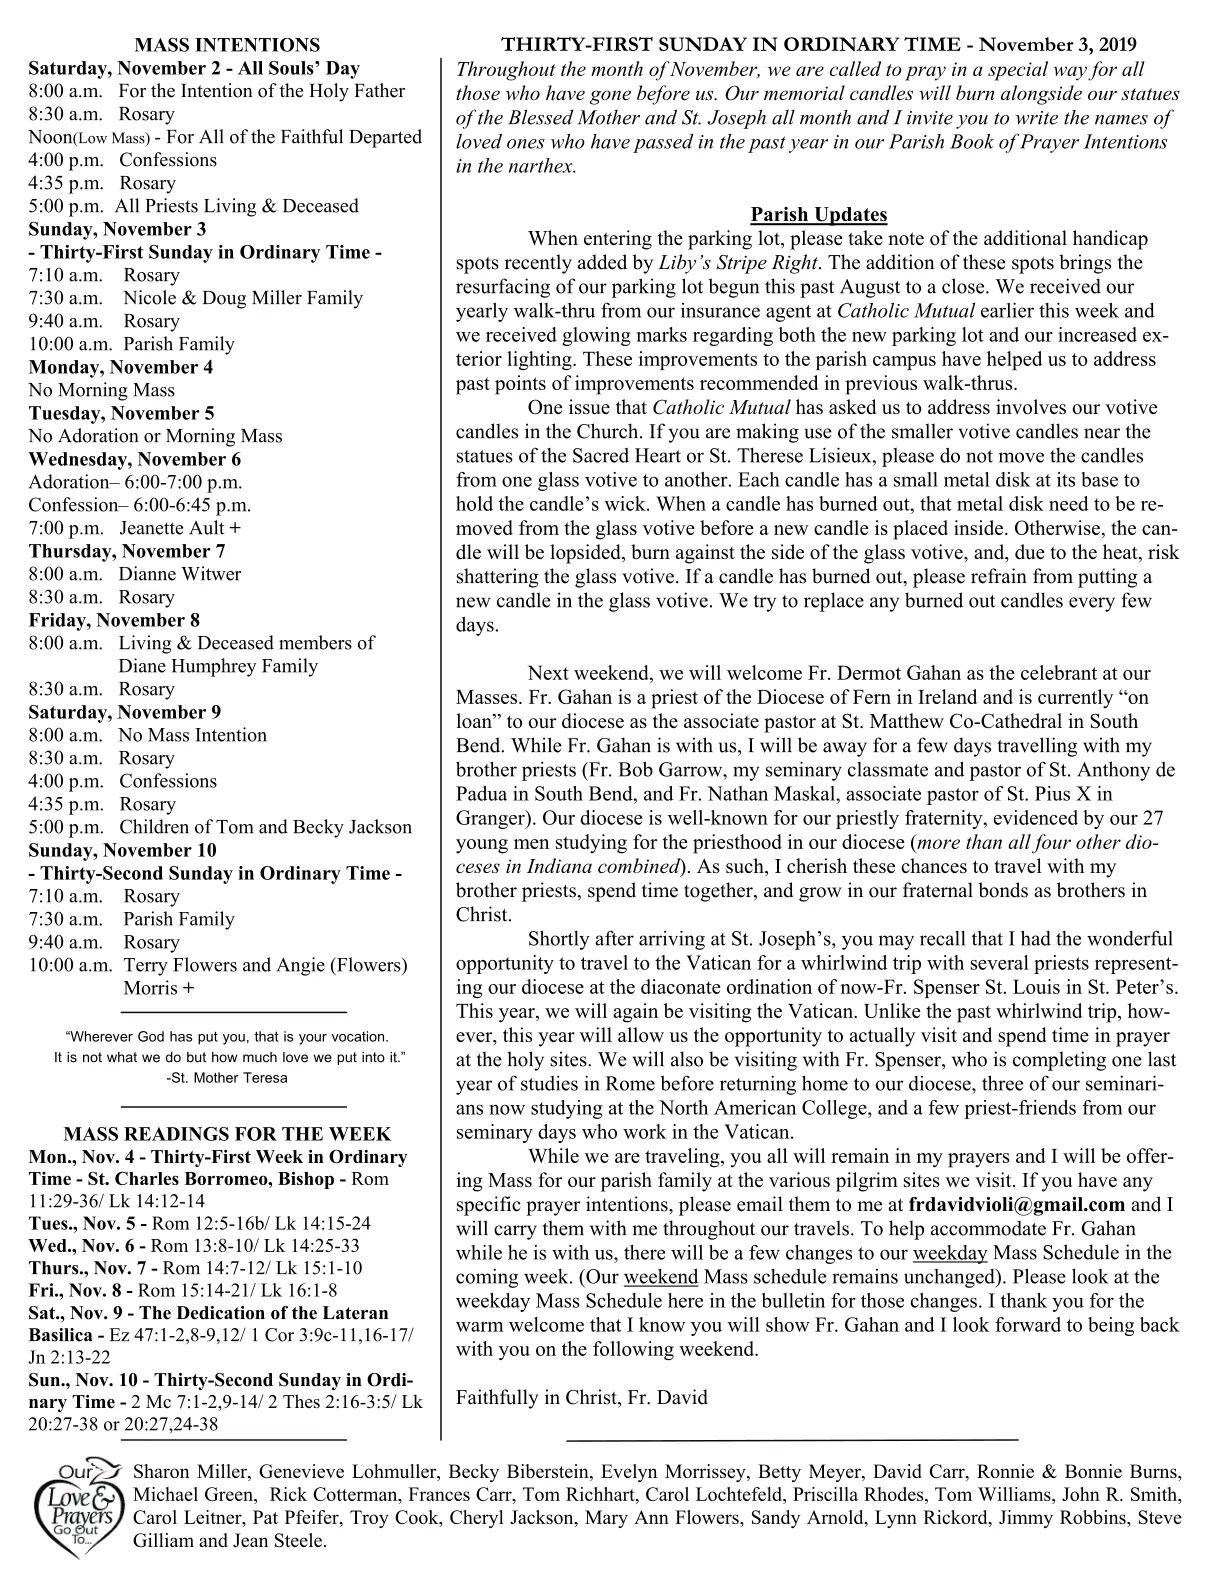 MASS INTENTIONS
Saturday, November 2 - All Souls’ Day
8:00 a.m. For the Intention of the Holy Father
8:30 a.m. Rosary
Noon(Low Mass) - For All of the Faithful Departed
4:00 p.m. Confessions
4:35 p.m. Rosary
5:00 p.m. All Priests Living & Deceased
Sunday, November 3
- Thirty-First Sunday in Ordinary Time -
7:10 a.m. Rosary
7:30 a.m. Nicole & Doug Miller Family
9:40 a.m. Rosary
10:00 a.m. Parish Family
Monday, November 4
No Morning Mass
Tuesday, November 5
No Adoration or Morning Mass
Wednesday, November 6
Adoration– 6:00-7:00 p.m.
Confession– 6:00-6:45 p.m.
7:00 p.m. Jeanette Ault +
Thursday, November 7
8:00 a.m. Dianne Witwer
8:30 a.m. Rosary
Friday, November 8
8:00 a.m. Living & Deceased members of
Diane Humphrey Family
8:30 a.m. Rosary
Saturday, November 9
8:00 a.m. No Mass Intention
8:30 a.m. Rosary
4:00 p.m. Confessions
4:35 p.m. Rosary
5:00 p.m. Children of Tom and Becky Jackson
Sunday, November 10
- Thirty-Second Sunday in Ordinary Time -
7:10 a.m. Rosary
7:30 a.m. Parish Family
9:40 a.m. Rosary
10:00 a.m. Terry Flowers and Angie (Flowers)
Morris +
“Wherever God has put you, that is your vocation.
It is not what we do but how much love we put into it.”
-St. Mother Teresa
MASS READINGS FOR THE WEEK
Mon., Nov. 4 - Thirty-First Week in Ordinary
Time - St. Charles Borromeo, Bishop - Rom
11:29-36/ Lk 14:12-14
Tues., Nov. 5 - Rom 12:5-16b/ Lk 14:15-24
Wed., Nov. 6 - Rom 13:8-10/ Lk 14:25-33
Thurs., Nov. 7 - Rom 14:7-12/ Lk 15:1-10
Fri., Nov. 8 - Rom 15:14-21/ Lk 16:1-8
Sat., Nov. 9 - The Dedication of the Lateran
Basilica - Ez 47:1-2,8-9,12/ 1 Cor 3:9c-11,16-17/
Jn 2:13-22
Sun., Nov. 10 - Thirty-Second Sunday in Ordi-
nary Time - 2 Mc 7:1-2,9-14/ 2 Thes 2:16-3:5/ Lk
20:27-38 or 20:27,24-38
THIRTY-FIRST SUNDAY IN ORDINARY TIME - November 3, 2019
Throughout the month of November, we are called to pray in a special way for all
those who have gone before us. Our memorial candles will burn alongside our statues
of the Blessed Mother and St. Joseph all month and I invite you to write the names of
loved ones who have passed in the past year in our Parish Book of Prayer Intentions
in the narthex.
Parish Updates
When entering the parking lot, please take note of the additional handicap
spots recently added by Liby’s Stripe Right. The addition of these spots brings the
resurfacing of our parking lot begun this past August to a close. We received our
yearly walk-thru from our insurance agent at Catholic Mutual earlier this week and
we received glowing marks regarding both the new parking lot and our increased ex-
terior lighting. These improvements to the parish campus have helped us to address
past points of improvements recommended in previous walk-thrus.
One issue that Catholic Mutual has asked us to address involves our votive
candles in the Church. If you are making use of the smaller votive candles near the
statues of the Sacred Heart or St. Therese Lisieux, please do not move the candles
from one glass votive to another. Each candle has a small metal disk at its base to
hold the candle’s wick. When a candle has burned out, that metal disk need to be re-
moved from the glass votive before a new candle is placed inside. Otherwise, the can-
dle will be lopsided, burn against the side of the glass votive, and, due to the heat, risk
shattering the glass votive. If a candle has burned out, please refrain from putting a
new candle in the glass votive. We try to replace any burned out candles every few
days.
Next weekend, we will welcome Fr. Dermot Gahan as the celebrant at our
Masses. Fr. Gahan is a priest of the Diocese of Fern in Ireland and is currently “on
loan” to our diocese as the associate pastor at St. Matthew Co-Cathedral in South
Bend. While Fr. Gahan is with us, I will be away for a few days travelling with my
brother priests (Fr. Bob Garrow, my seminary classmate and pastor of St. Anthony de
Padua in South Bend, and Fr. Nathan Maskal, associate pastor of St. Pius X in
Granger). Our diocese is well-known for our priestly fraternity, evidenced by our 27
young men studying for the priesthood in our diocese (more than all four other dio-
ceses in Indiana combined). As such, I cherish these chances to travel with my
brother priests, spend time together, and grow in our fraternal bonds as brothers in
Christ.
Shortly after arriving at St. Joseph’s, you may recall that I had the wonderful
opportunity to travel to the Vatican for a whirlwind trip with several priests represent-
ing our diocese at the diaconate ordination of now-Fr. Spenser St. Louis in St. Peter’s.
This year, we will again be visiting the Vatican. Unlike the past whirlwind trip, how-
ever, this year will allow us the opportunity to actually visit and spend time in prayer
at the holy sites. We will also be visiting with Fr. Spenser, who is completing one last
year of studies in Rome before returning home to our diocese, three of our seminari-
ans now studying at the North American College, and a few priest-friends from our
seminary days who work in the Vatican.
While we are traveling, you all will remain in my prayers and I will be offer-
ing Mass for our parish family at the various pilgrim sites we visit. If you have any
specific prayer intentions, please email them to me at frdavidvioli@gmail.com and I
will carry them with me throughout our travels. To help accommodate Fr. Gahan
while he is with us, there will be a few changes to our weekday Mass Schedule in the
coming week. (Our weekend Mass schedule remains unchanged). Please look at the
weekday Mass Schedule here in the bulletin for those changes. I thank you for the
warm welcome that I know you will show Fr. Gahan and I look forward to being back
with you on the following weekend.
Faithfully in Christ, Fr. David
Our
Love &
Prayers
Go Out
To...
Sharon Miller, Genevieve Lohmuller, Becky Biberstein, Evelyn Morrissey, Betty Meyer, David Carr, Ronnie & Bonnie Burns,
Michael Green, Rick Cotterman, Frances Carr, Tom Richhart, Carol Lochtefeld, Priscilla Rhodes, Tom Williams, John R. Smith,
Carol Leitner, Pat Pfeifer, Troy Cook, Cheryl Jackson, Mary Ann Flowers, Sandy Arnold, Lynn Rickord, Jimmy Robbins, Steve
Gilliam and Jean Steele.